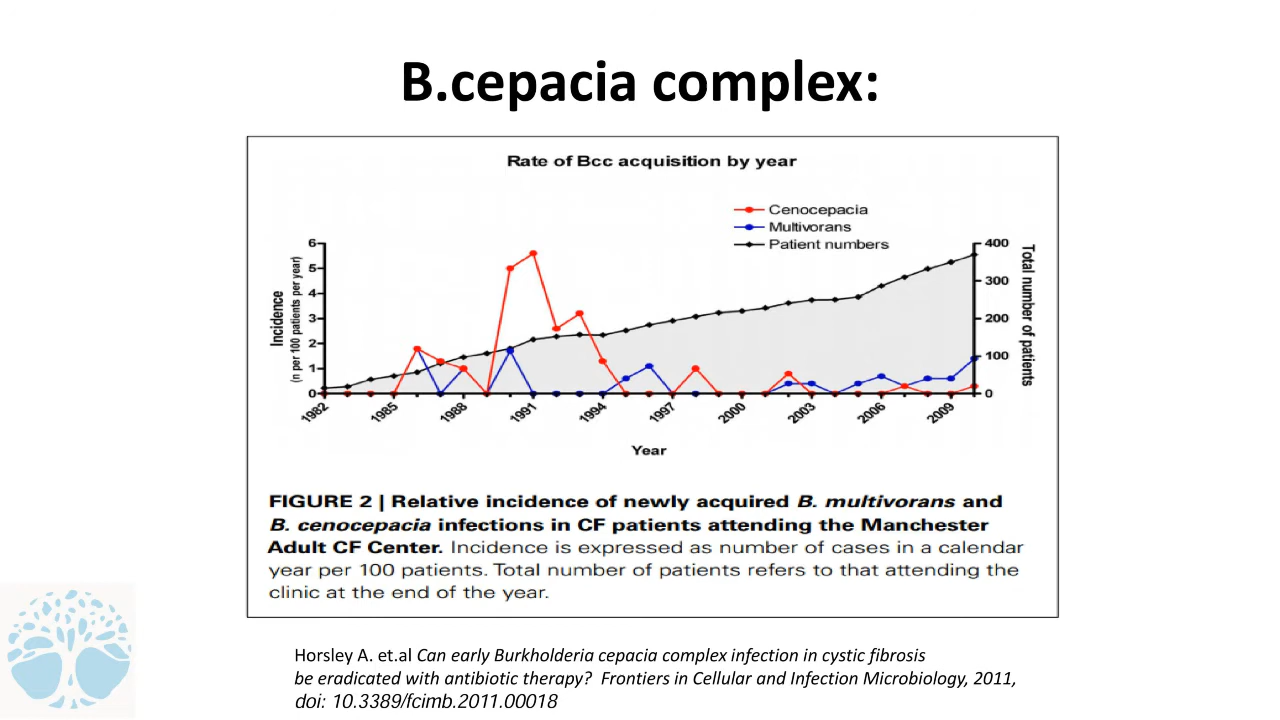 B.cepacia complex:
Rate of Bcc acquisition by year
Cenocepacia
Multivorans
Patient numbers
6
5
4
3
2
1
0
Incidence
(n per 100 patients per year)
400
300
200
100
0
Total number of patients
1982
1985
1988
1991
1994
1997
2000
2003
2006
2009
Year
FIGURE 2 | Relative incidence of newly acquired B. multivorans and
B. cenocepacia infections in CF patients attending the Manchester
Adult CF Center. Incidence is expressed as number of cases in a calendar
year per 100 patients. Total number of patients refers to that attending the
clinic at the end of the year.
Horsley A. et.al Can early Burkholderia cepacia complex infection in cystic fibrosis
be eradicated with antibiotic therapy? Frontiers in Cellular and Infection Microbiology, 2011,
doi: 10.3389/fcimb.2011.00018